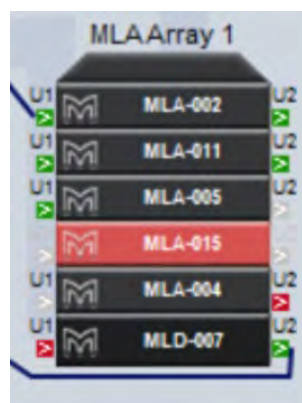 MLA Array 1
U1 > MLA-002 U2 >
U1 > MLA-011 U2 >
U1 > MLA-005 U2 >
> MLA-015 >
U1 > MLA-004 U2 >
U1 > MLD-007 U2 >